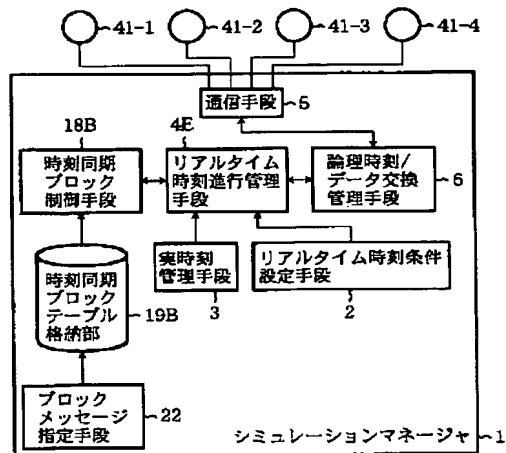 41-1
41-2
41-3
41-4
通信手段
5
18B
時刻同期
ブロック
制御手段
4E
リアルタイム
時刻進行管理
手段
論理時刻/
データ交換
管理手段
6
実時刻
管理手段
3
リアルタイム時刻条件
設定手段
2
時刻同期
ブロック
テーブル
格納部
19B
ブロック
メッセージ
指定手段
22
シミュレーションマネージャ
1